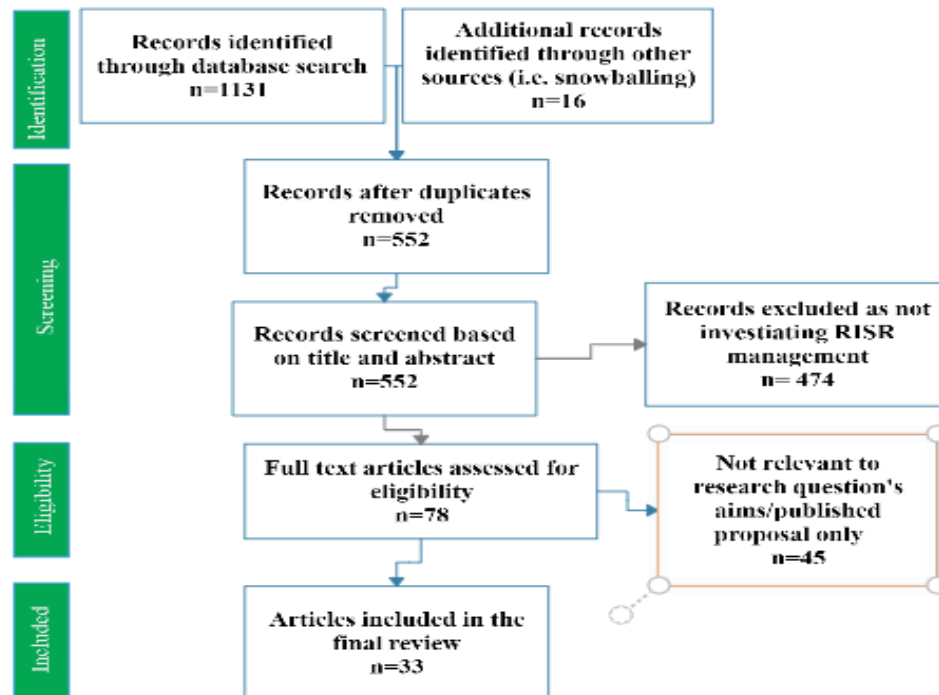 Identification
Records identified
through database search
n=1131
Additional records
identified through other
sources (i.e. snowballing)
n=16
Screening
Records after duplicates
removed
n=552
Records screened based
on title and abstract
n=552
Records excluded as not
investiating RISR
management
n= 474
Eligibility
Full text articles assessed for
eligibility
n=78
Not relevant to
research question's
aims/published
proposal only
n=45
Included
Articles included in the
final review
n=33